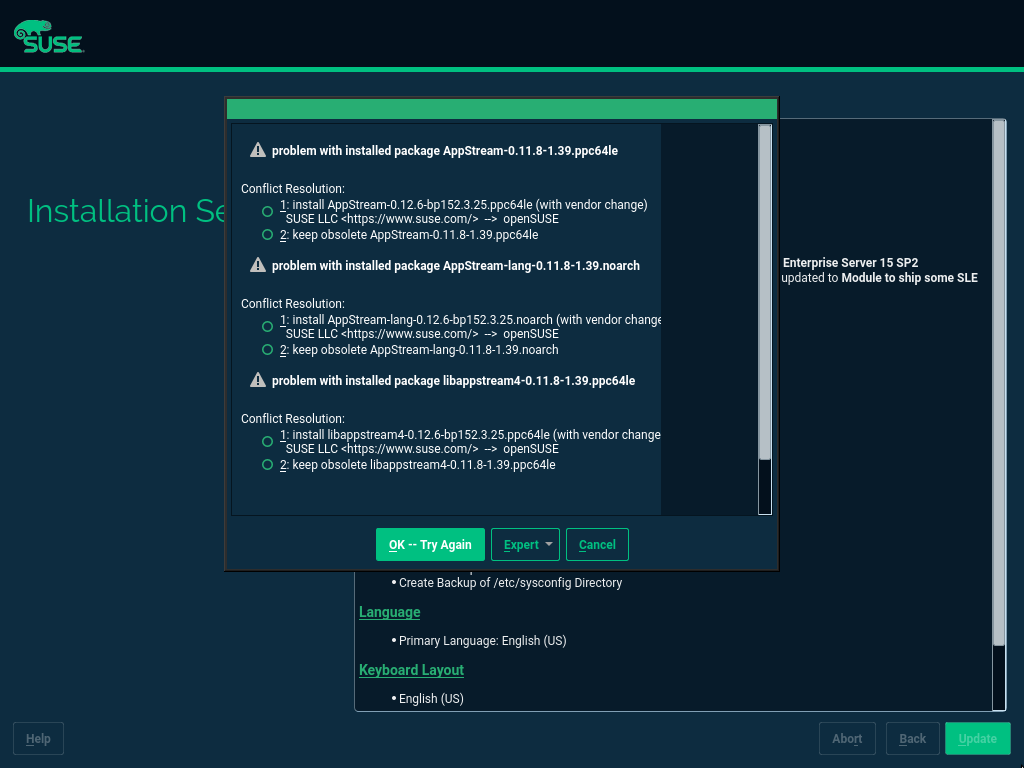 SUSE
problem with installed package AppStream-0.11.8-1.39.ppc64le
Conflict Resolution:
1: install AppStream-0.12.6-bp152.3.25.ppc64le (with vendor change)
SUSE LLC <https://www.suse.com/> --> openSUSE
2: keep obsolete AppStream-0.11.8-1.39.ppc64le
problem with installed package AppStream-lang-0.11.8-1.39.noarch
Conflict Resolution:
1: install AppStream-lang-0.12.6-bp152.3.25.noarch (with vendor change
SUSE LLC <https://www.suse.com/> --> openSUSE
2: keep obsolete AppStream-lang-0.11.8-1.39.noarch
problem with installed package libappstream4-0.11.8-1.39.ppc64le
Conflict Resolution:
1: install libappstream4-0.12.6-bp152.3.25.ppc64le (with vendor change
SUSE LLC <https://www.suse.com/> --> openSUSE
2: keep obsolete libappstream4-0.11.8-1.39.ppc64le
OK -- Try Again
Expert
Cancel
Installation Se
Enterprise Server 15 SP2
updated to Module to ship some SLE
• Create Backup of /etc/sysconfig Directory
Language
• Primary Language: English (US)
Keyboard Layout
• English (US)
Help
Abort
Back
Update